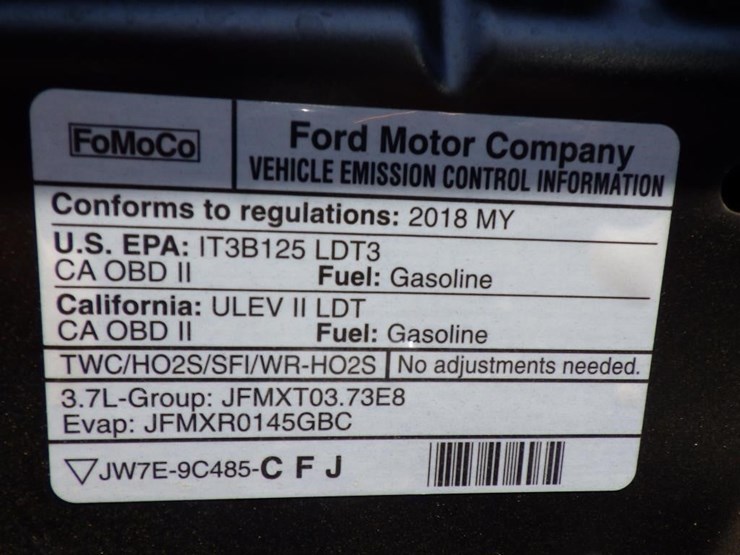 FoMoCo
Ford Motor Company
VEHICLE EMISSION CONTROL INFORMATION
Conforms to regulations: 2018 MY
U.S. EPA: IT3B125 LDT3
CA OBD II Fuel: Gasoline
California: ULEV II LDT
CA OBD II Fuel: Gasoline
TWC/HO2S/SFI/WR-HO2S No adjustments needed.
3.7L-Group: JFMXT03.73E8
Evap: JFMXR0145GBC
▽JW7E-9C485-C F J